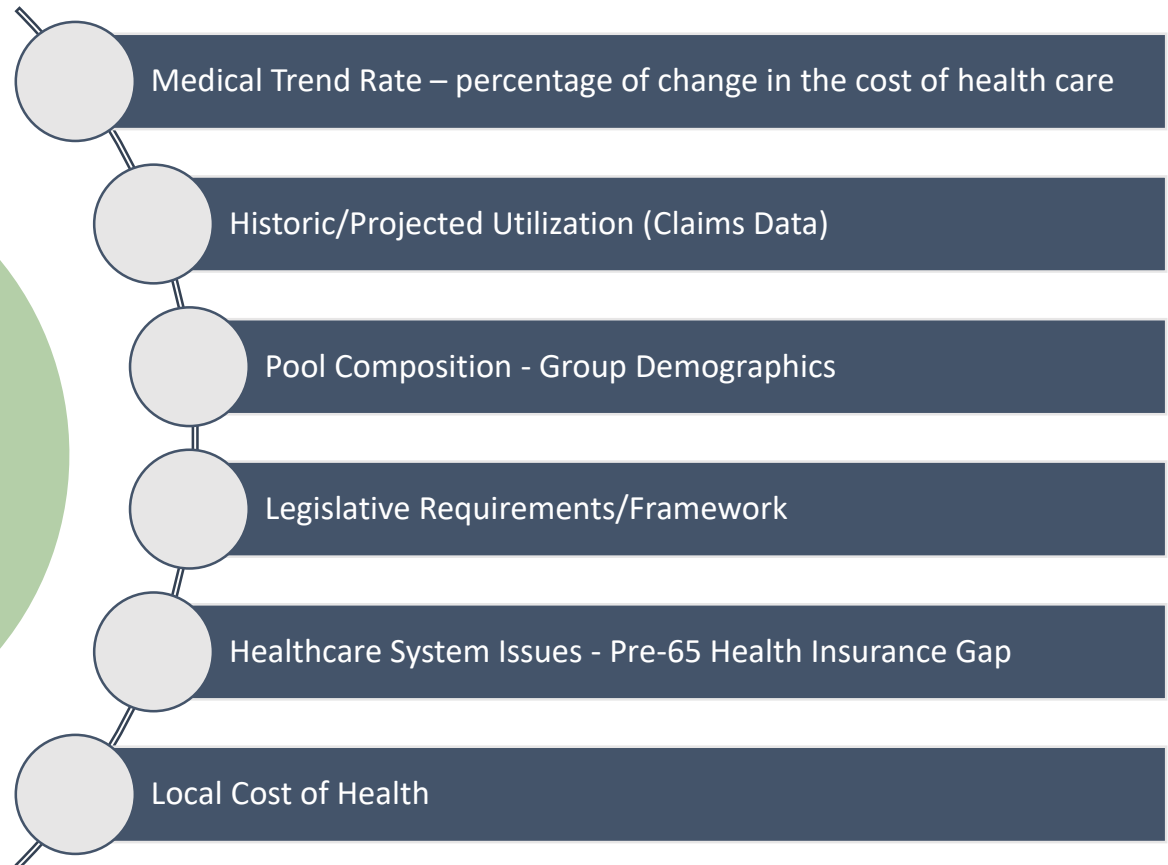 Medical Trend Rate – percentage of change in the cost of health care
Historic/Projected Utilization (Claims Data)
Pool Composition - Group Demographics
Legislative Requirements/Framework
Healthcare System Issues - Pre-65 Health Insurance Gap
Local Cost of Health